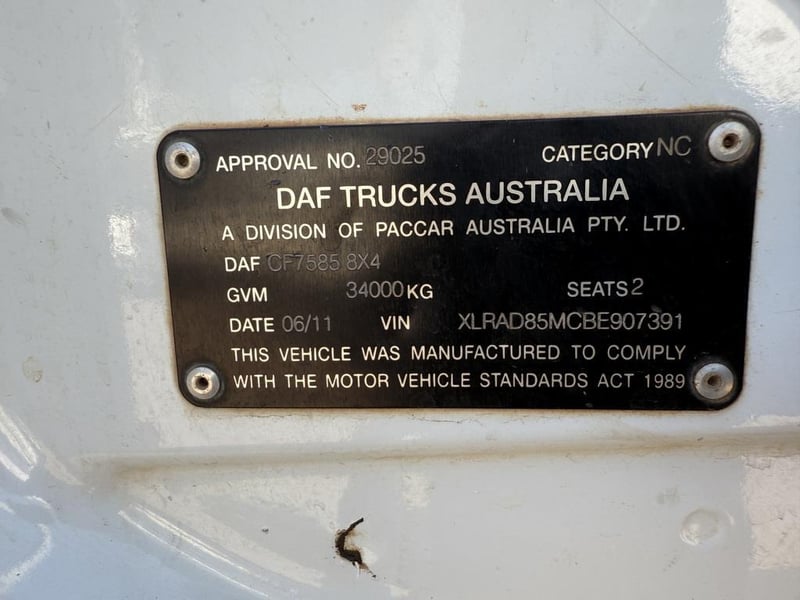 APPROVAL NO. 29025 CATEGORY NC
DAF TRUCKS AUSTRALIA
A DIVISION OF PACCAR AUSTRALIA PTY. LTD.
DAF CF7585 8X4
GVM 34000 KG SEATS 2
DATE 06/11 VIN XLRAD85MCBE907391
THIS VEHICLE WAS MANUFACTURED TO COMPLY
WITH THE MOTOR VEHICLE STANDARDS ACT 1989